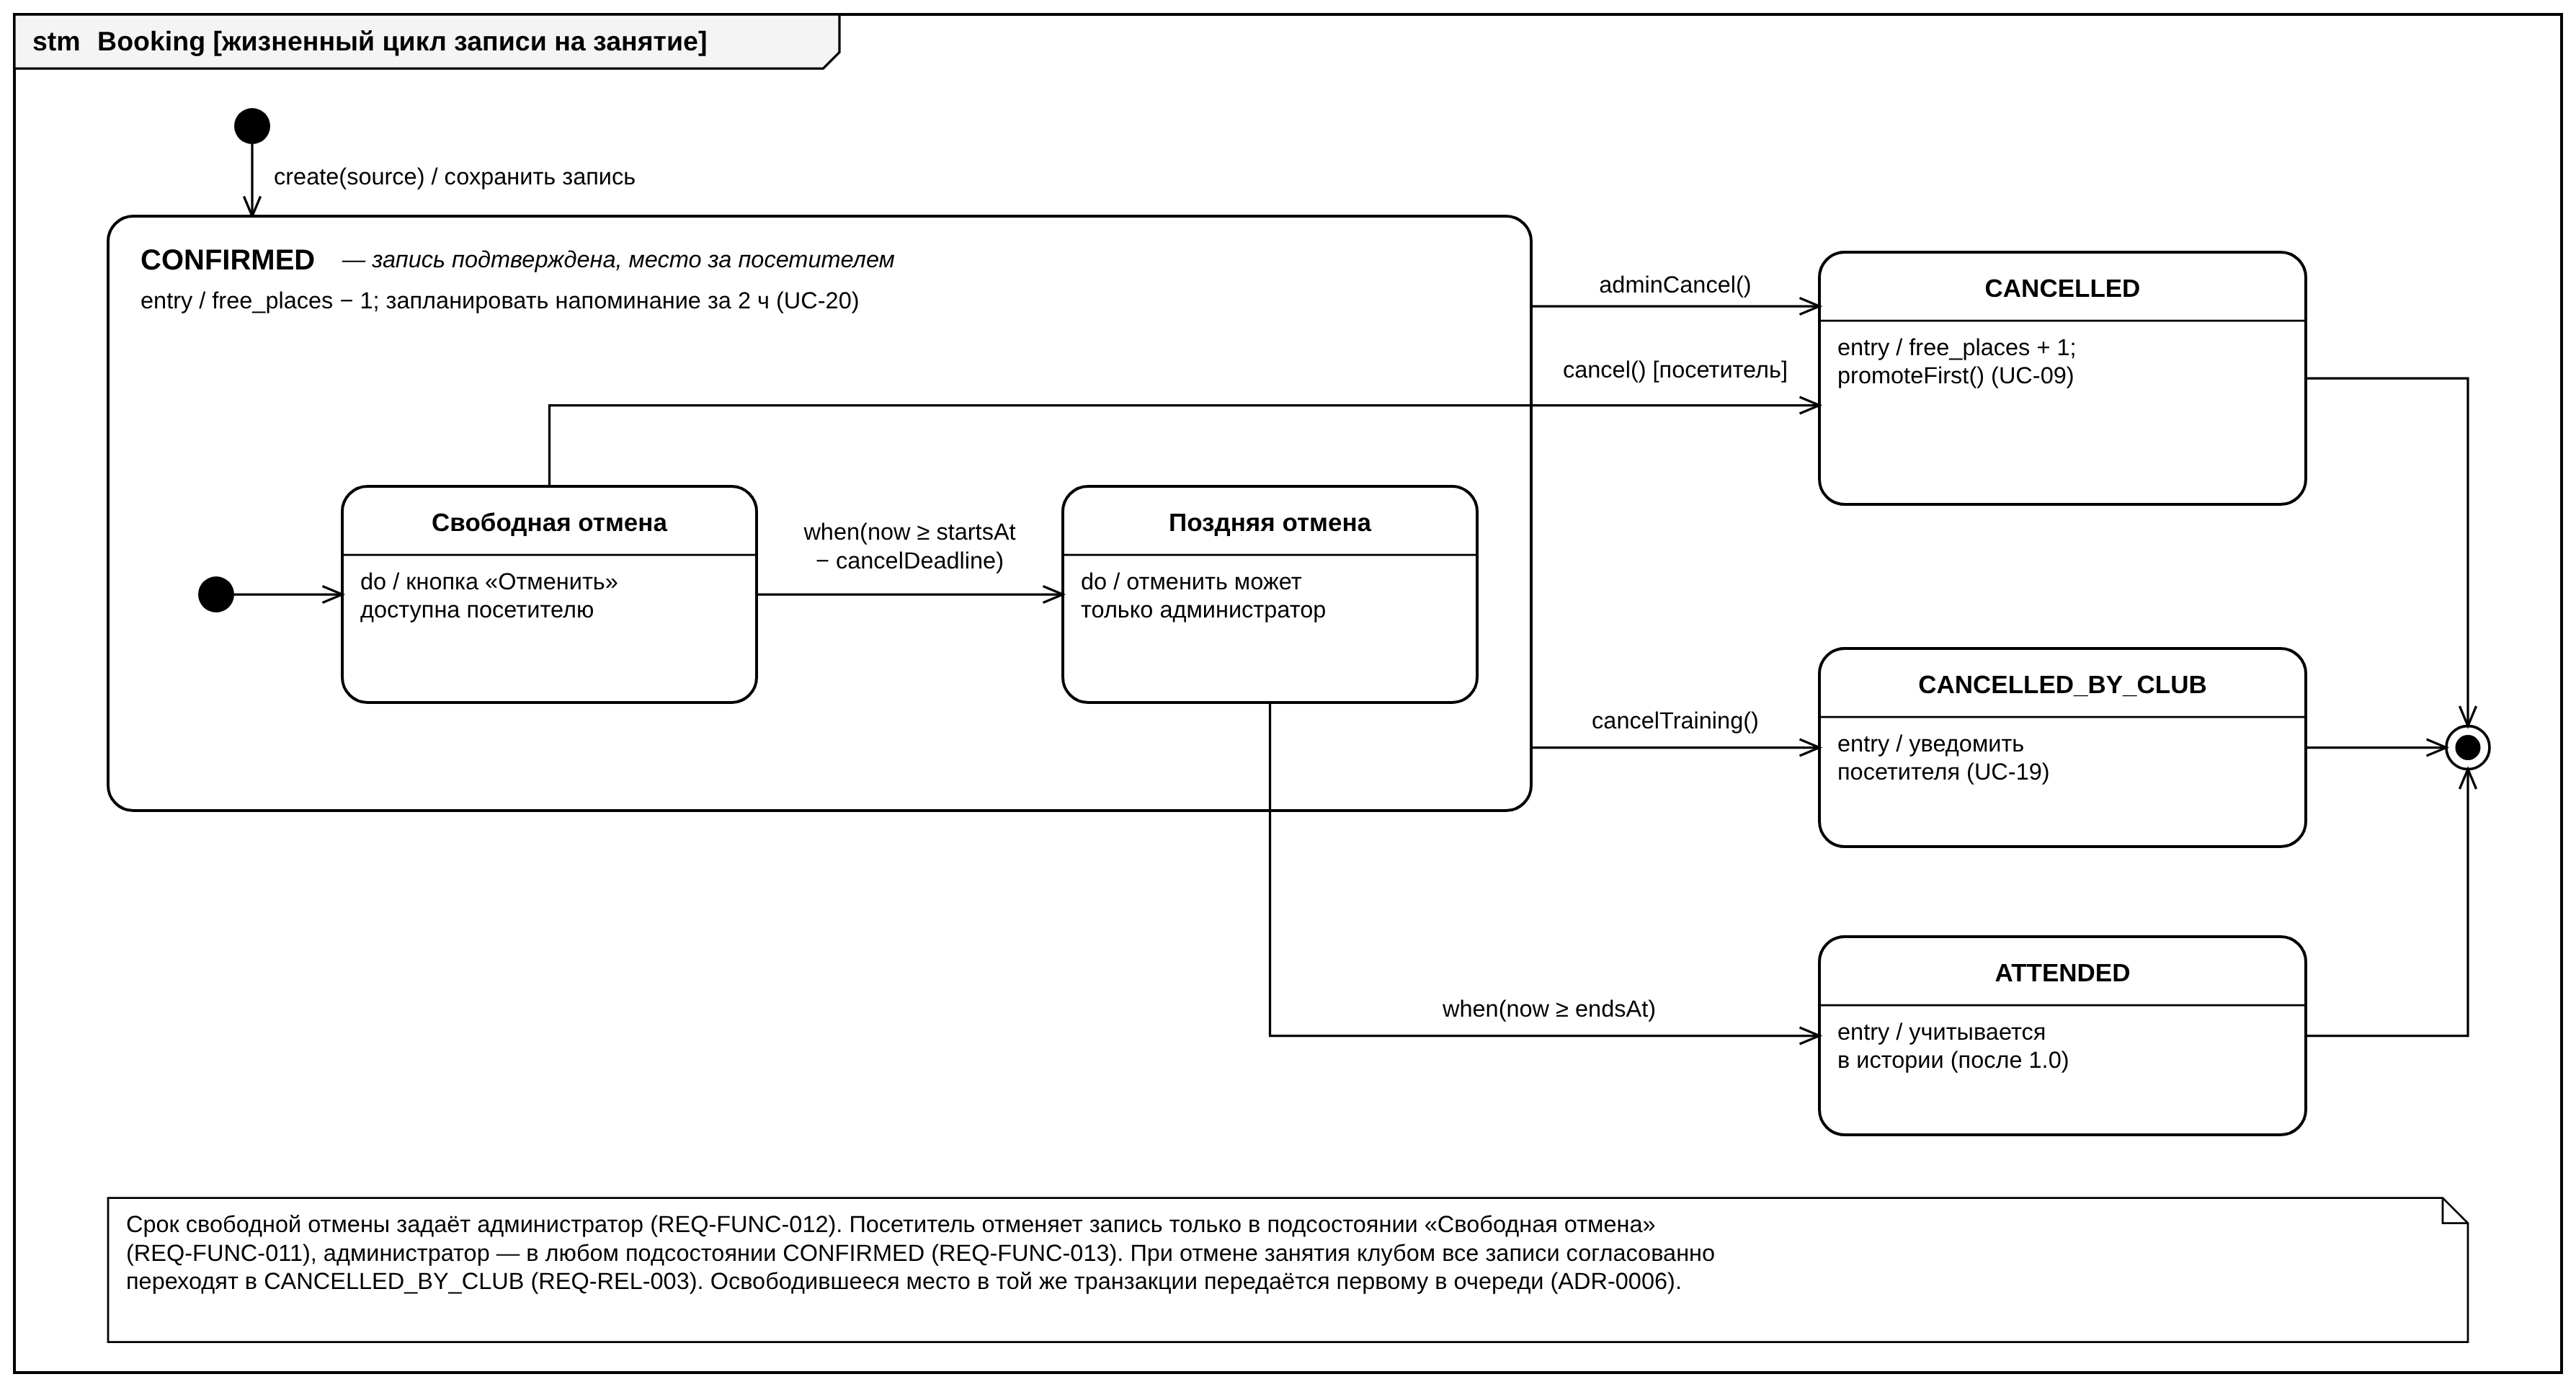 stm Booking [жизненный цикл записи на занятие]
create(source) / сохранить запись
CONFIRMED — запись подтверждена, место за посетителем
entry / free_places − 1; запланировать напоминание за 2 ч (UC-20)
adminCancel()
cancel() [посетитель]
CANCELLED
entry / free_places + 1;
promoteFirst() (UC-09)
Свободная отмена
do / кнопка «Отменить»
доступна посетителю
when(now ≥ startsAt
− cancelDeadline)
Поздняя отмена
do / отменить может
только администратор
cancelTraining()
CANCELLED_BY_CLUB
entry / уведомить
посетителя (UC-19)
when(now ≥ endsAt)
ATTENDED
entry / учитывается
в истории (после 1.0)
Срок свободной отмены задаёт администратор (REQ-FUNC-012). Посетитель отменяет запись только в подсостоянии «Свободная отмена»
(REQ-FUNC-011), администратор — в любом подсостоянии CONFIRMED (REQ-FUNC-013). При отмене занятия клубом все записи согласованно
переходят в CANCELLED_BY_CLUB (REQ-REL-003). Освободившееся место в той же транзакции передаётся первому в очереди (ADR-0006).